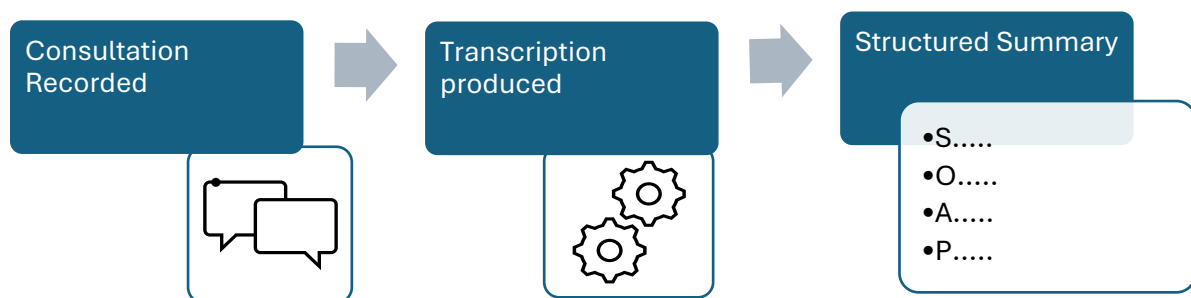 Consultation
Recorded
Transcription
produced
Structured Summary
•S.....
•O.....
•A.....
•P.....